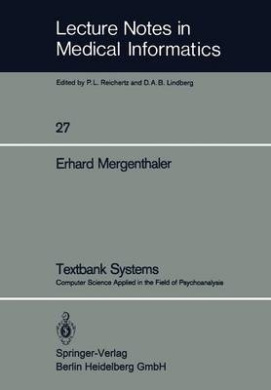 Lecture Notes in
Medical Informatics
Edited by P.L. Reichertz and D.A.B. Lindberg
27
Erhard Mergenthaler
Textbank Systems
Computer Science Applied in the Field of Psychoanalysis
Springer-Verlag
Berlin Heidelberg GmbH